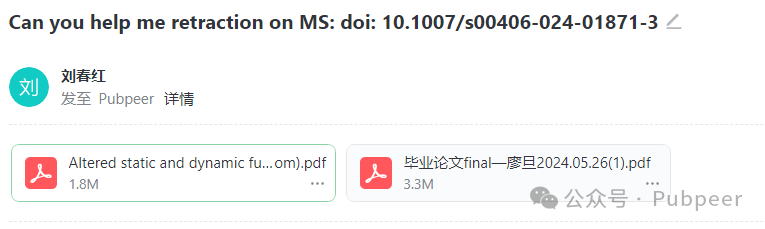 Can you help me retraction on MS: doi: 10.1007/s00406-024-01871-3
刘
刘春红
发至 Pubpeer 详情
Altered static and dynamic fu...om).pdf
1.8M
毕业论文final—廖旦2024.05.26(1).pdf
3.3M
公众号 · Pubpeer